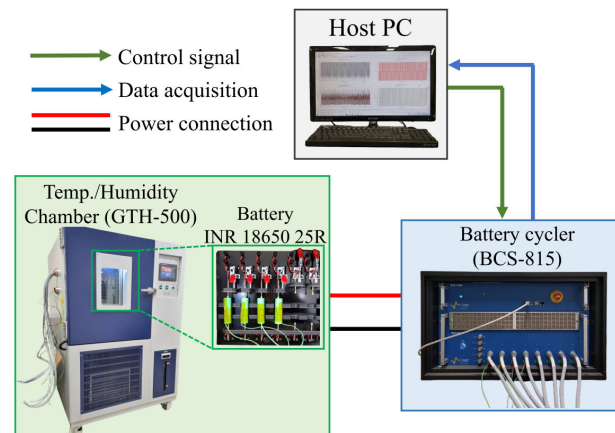 Host PC
Control signal
Data acquisition
Power connection
Temp./Humidity
Chamber (GTH-500)
Battery
INR 18650 25R
Battery cycler
(BCS-815)